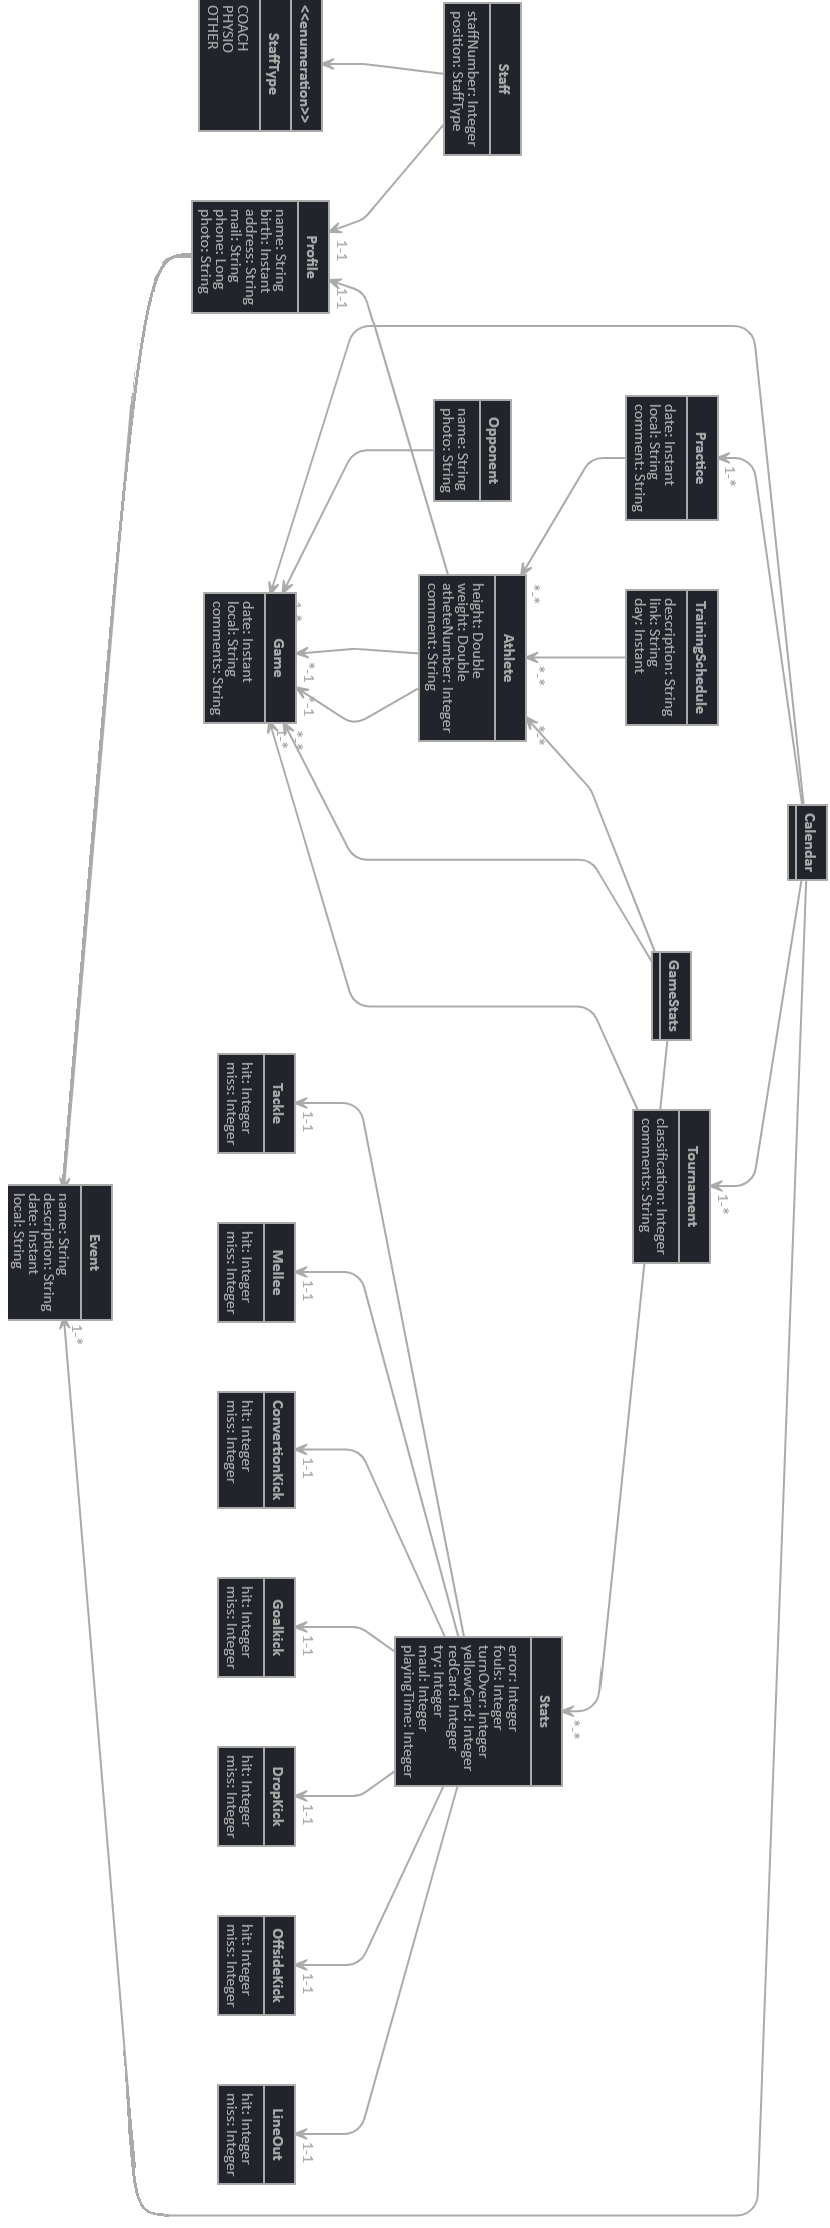 Calendar
1-*
Practice
date: Instant
local: String
comment: String
TrainingSchedule
description: String
link: String
day: Instant
GameStats
1-*
Tournament
classification: Integer
comments: String
Staff
staffNumber: Integer
position: StaffType
Opponent
name: String
photo: String
*-*
*-*
*-*
Athlete
height: Double
weight: Double
atheteNumber: Integer
comment: String
*-*
Stats
error: Integer
fouls: Integer
turnOver: Integer
yellowCard: Integer
redCard: Integer
try: Integer
maul: Integer
playingTime: Integer
<<enumeration>>
StaffType
COACH
PHYSIO
OTHER
1-1
1-1
Profile
name: String
birth: Instant
address: String
mail: String
phone: Long
photo: String
1-*
*-1
*-1
*-*
1-*
Game
date: Instant
local: String
comments: String
1-1
Tackle
hit: Integer
miss: Integer
1-1
Mellee
hit: Integer
miss: Integer
1-1
ConvertionKick
hit: Integer
miss: Integer
1-1
Goalkick
hit: Integer
miss: Integer
1-1
DropKick
hit: Integer
miss: Integer
1-1
OffsideKick
hit: Integer
miss: Integer
1-1
LineOut
hit: Integer
miss: Integer
Event
name: String
description: String
date: Instant
local: String
1-*